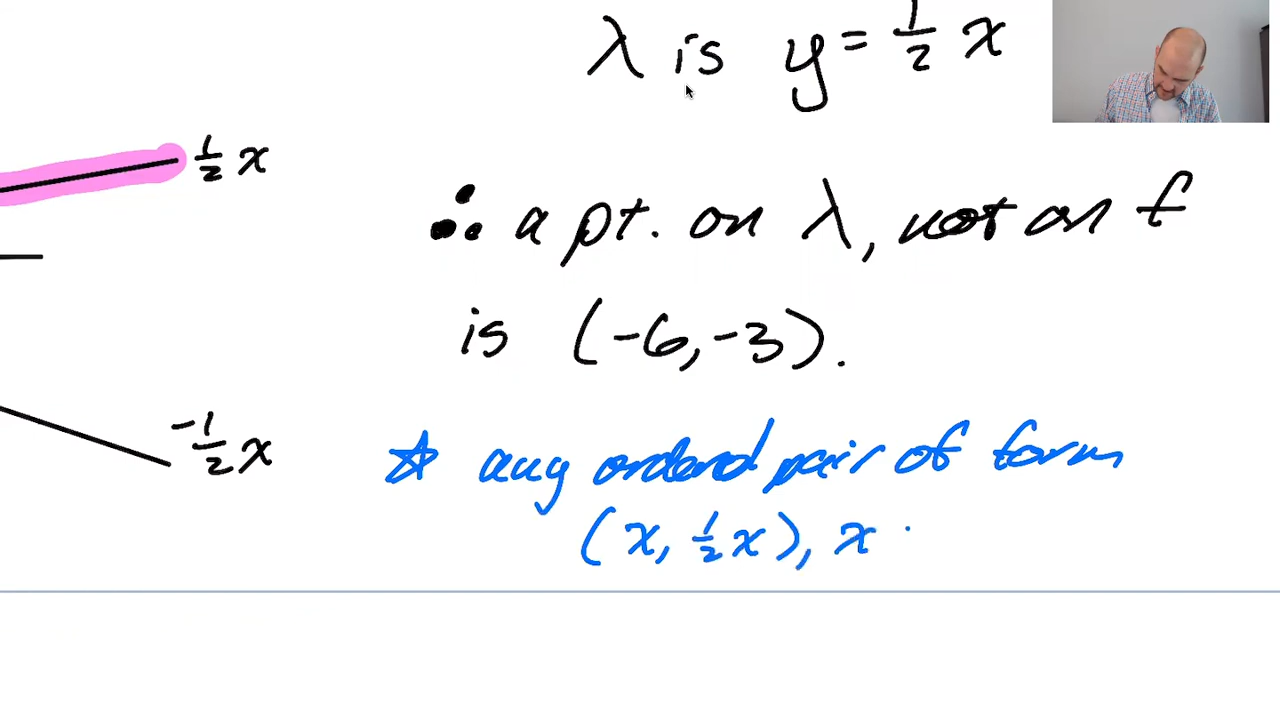 λ is y = 1/2 x
1/2 x
∴ a pt. on λ, not on f
is (-6, -3).
-1/2 x
☆ any ordered pair of form
(x, 1/2 x), x